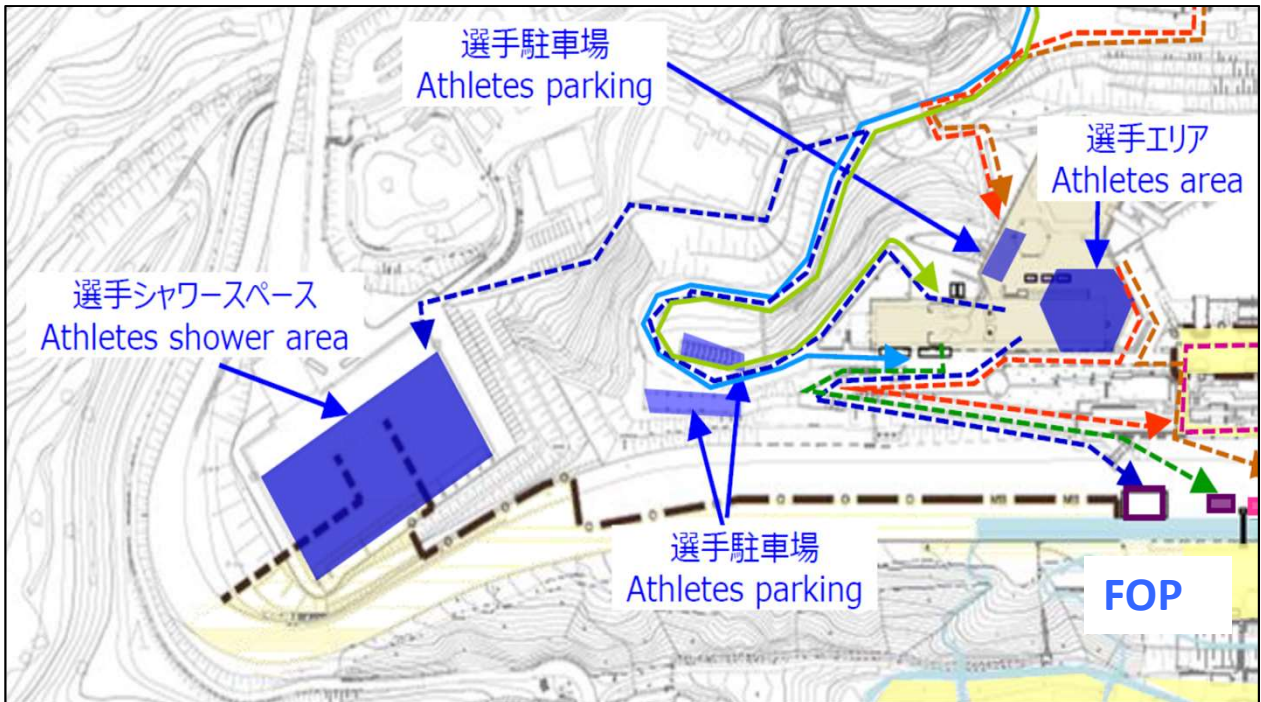 選手駐車場
Athletes parking
選手エリア
Athletes area
選手シャワースペース
Athletes shower area
選手駐車場
Athletes parking
FOP